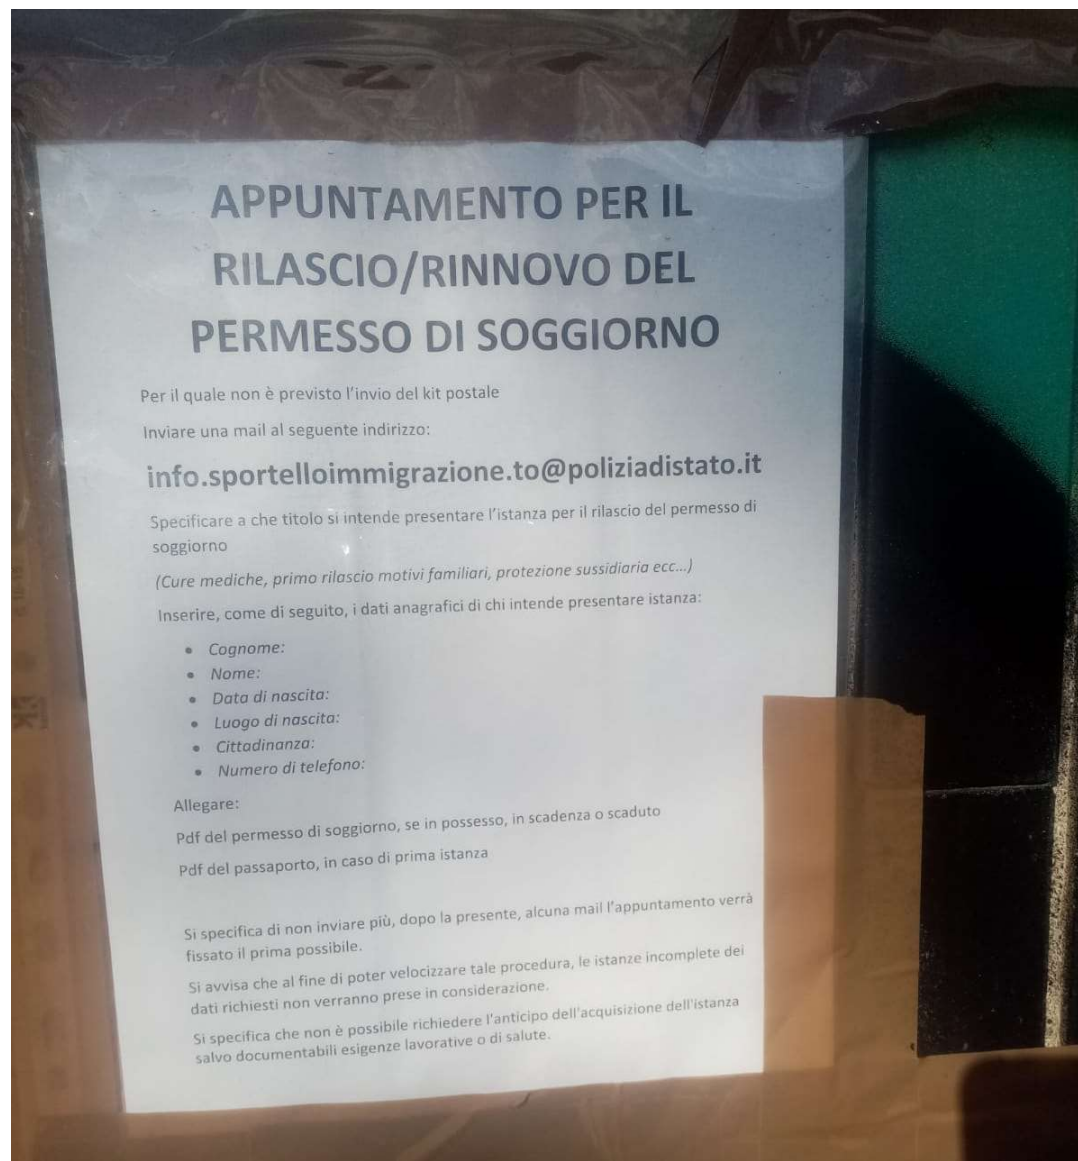 APPUNTAMENTO PER IL
RILASCIO/RINNOVO DEL
PERMESSO DI SOGGIORNO
Per il quale non è previsto l'invio del kit postale
Inviare una mail al seguente indirizzo:
info.sportelloimmigrazione.to@poliziadistato.it
Specificare a che titolo si intende presentare l'istanza per il rilascio del permesso di
soggiorno
(Cure mediche, primo rilascio motivi familiari, protezione sussidiaria ecc...)
Inserire, come di seguito, i dati anagrafici di chi intende presentare istanza:
• Cognome:
• Nome:
• Data di nascita:
• Luogo di nascita:
• Cittadinanza:
• Numero di telefono:
Allegare:
Pdf del permesso di soggiorno, se in possesso, in scadenza o scaduto
Pdf del passaporto, in caso di prima istanza
Si specifica di non inviare più, dopo la presente, alcuna mail l'appuntamento verrà
fissato il prima possibile.
Si avvisa che al fine di poter velocizzare tale procedura, le istanze incomplete dei
dati richiesti non verranno prese in considerazione.
Si specifica che non è possibile richiedere l'anticipo dell'acquisizione dell'istanza
salvo documentabili esigenze lavorative o di salute.